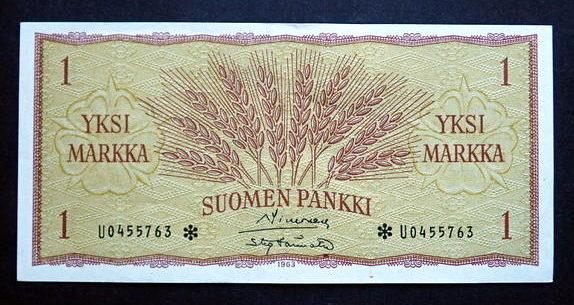 1 1
YKSI YKSI
MARKKA MARKKA
SUOMEN PANKKI
1 1
U0455763 * * U0455763
1963